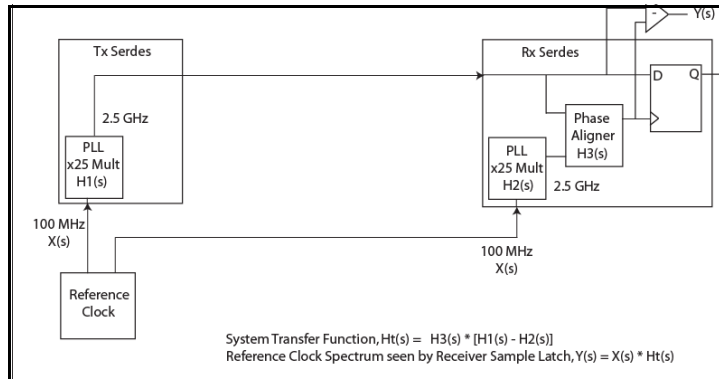 Y(s)
-
Tx Serdes
Rx Serdes
D
Q
2.5 GHz
Phase
Aligner
H3(s)
PLL
x25 Mult
H1(s)
PLL
x25 Mult
H2(s)
2.5 GHz
100 MHz
X(s)
100 MHz
X(s)
Reference
Clock
System Transfer Function, Ht(s) = H3(s) * [H1(s) - H2(s)]
Reference Clock Spectrum seen by Receiver Sample Latch, Y(s) = X(s) * Ht(s)